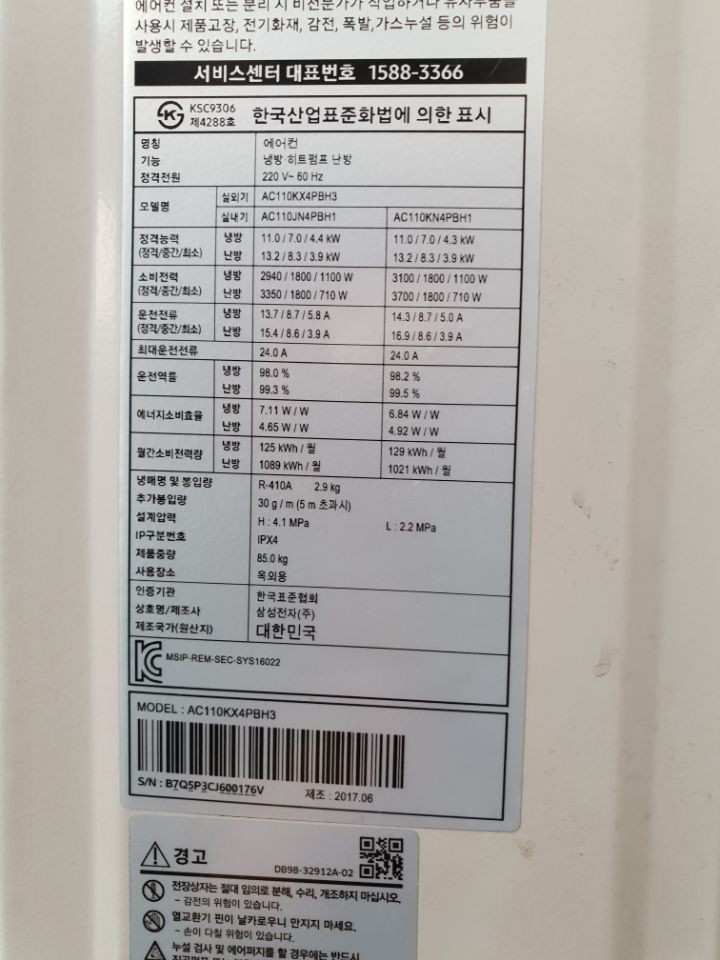 에어컨 설치 또는 분리 시 비전문가가 작업하거나 유사부품을
사용시 제품고장, 전기화재, 감전, 폭발,가스누설 등의 위험이
발생할 수 있습니다.
서비스센터 대표번호 1588-3366
KSC9306
제4288호
한국산업표준화법에 의한 표시
명칭 에어컨
기능 냉방 히트펌프 난방
정격전원 220 V~ 60 Hz
모델명 실외기 AC110KX4PBH3
실내기 AC110JN4PBH1 AC110KN4PBH1
정격능력 냉방 11.0 / 7.0 / 4.4 kW 11.0 / 7.0 / 4.3 kW
(정격/중간/최소) 난방 13.2 / 8.3 / 3.9 kW 13.2 / 8.3 / 3.9 kW
소비전력 냉방 2940 / 1800 / 1100 W 3100 / 1800 / 1100 W
(정격/중간/최소) 난방 3350 / 1800 / 710 W 3700 / 1800 / 710 W
운전전류 냉방 13.7 / 8.7 / 5.8 A 14.3 / 8.7 / 5.0 A
(정격/중간/최소) 난방 15.4 / 8.6 / 3.9 A 16.9 / 8.6 / 3.9 A
최대운전전류 24.0 A 24.0 A
운전역률 냉방 98.0 % 98.2 %
난방 99.3 % 99.5 %
에너지소비효율 냉방 7.11 W / W 6.84 W / W
난방 4.65 W / W 4.92 W / W
월간소비전력량 냉방 125 kWh / 월 129 kWh / 월
난방 1089 kWh / 월 1021 kWh / 월
냉매명 및 봉입량 R-410A 2.9 kg
추가봉입량 30 g / m (5 m 초과시)
설계압력 H : 4.1 MPa L : 2.2 MPa
IP구분번호 IPX4
제품중량 85.0 kg
사용장소 옥외용
인증기관 한국표준협회
상호명/제조사 삼성전자(주)
제조국가(원산지) 대한민국
MSIP-REM-SEC-SYS16022
MODEL : AC110KX4PBH3
S/N : B7Q5P3CJ600176V 제조 : 2017.06
경고
DB98-32912A-02
전장상자는 절대 임의로 분해, 수리, 개조하지 마십시오.
- 감전의 위험이 있습니다.
열교환기 핀이 날카로우니 만지지 마세요.
- 손이 다칠 위험이 있습니다.
누설 검사 및 에어퍼지를 할 경우에는 반드시